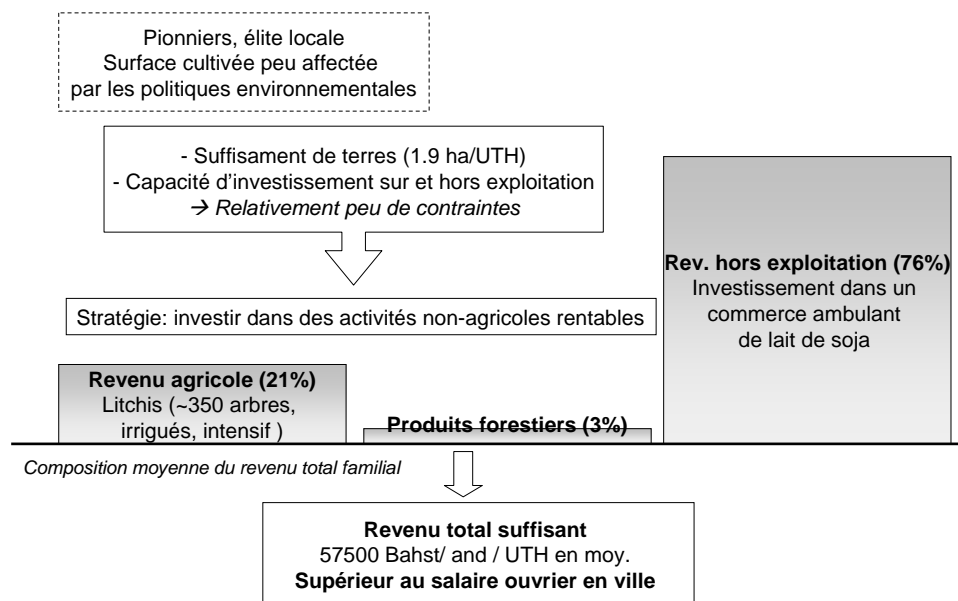 Pionniers, élite locale
Surface cultivée peu affectée
par les politiques environnementales
- Suffisament de terres (1.9 ha/UTH)
- Capacité d'investissement sur et hors exploitation
→ Relativement peu de contraintes
Stratégie: investir dans des activités non-agricoles rentables
Rev. hors exploitation (76%)
Investissement dans un
commerce ambulant
de lait de soja
Revenu agricole (21%)
Litchis (~350 arbres,
irrigués, intensif )
Produits forestiers (3%)
Composition moyenne du revenu total familial
Revenu total suffisant
57500 Bahst/ and / UTH en moy.
Supérieur au salaire ouvrier en ville